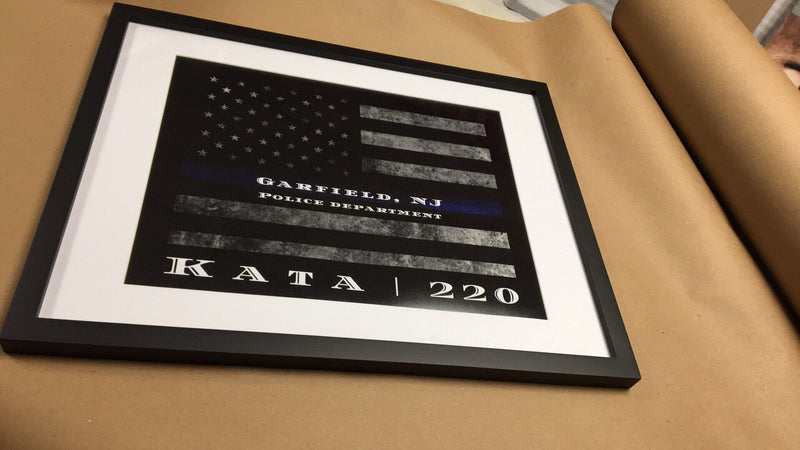 Garfield, NJ
Police Department
Kata | 220